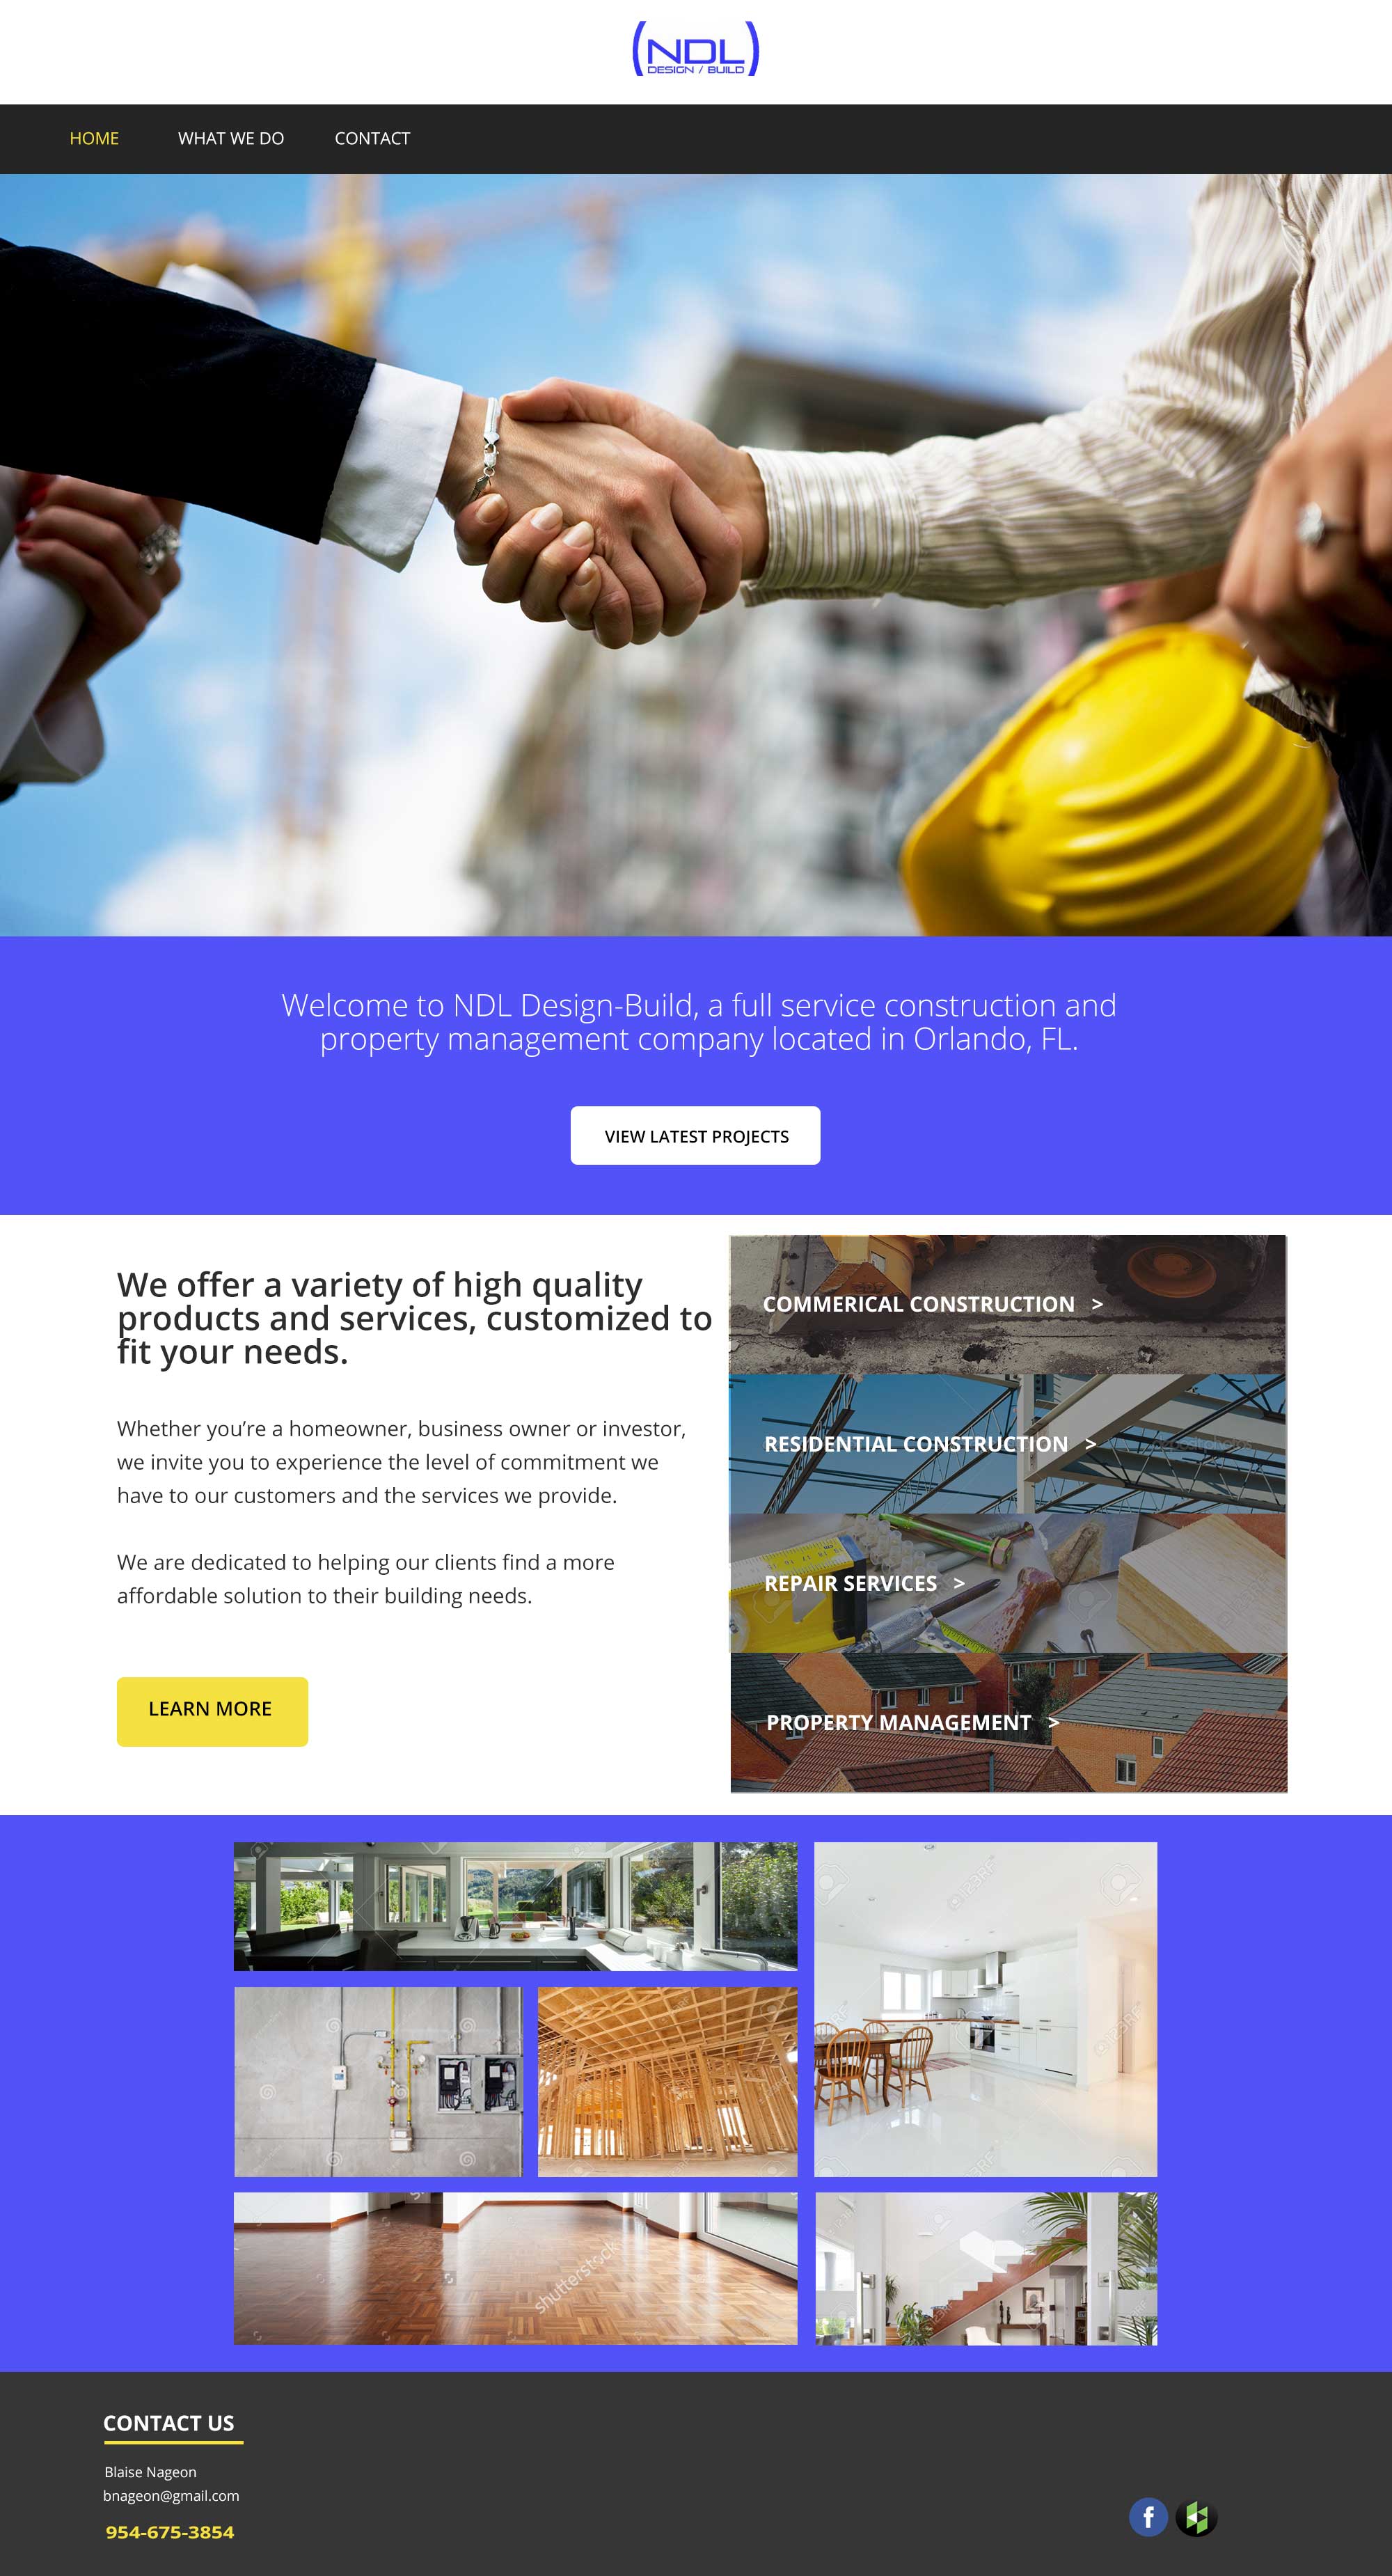 (NDL)
DESIGN / BUILD
HOME WHAT WE DO CONTACT
Welcome to NDL Design-Build, a full service construction and
property management company located in Orlando, FL.
VIEW LATEST PROJECTS
We offer a variety of high quality
products and services, customized to
fit your needs.
Whether you’re a homeowner, business owner or investor,
we invite you to experience the level of commitment we
have to our customers and the services we provide.
We are dedicated to helping our clients find a more
affordable solution to their building needs.
LEARN MORE
COMMERICAL CONSTRUCTION >
RESIDENTIAL CONSTRUCTION >
REPAIR SERVICES >
PROPERTY MANAGEMENT >
123RF
shutterstock
CONTACT US
Blaise Nageon
bnageon@gmail.com
954-675-3854
f